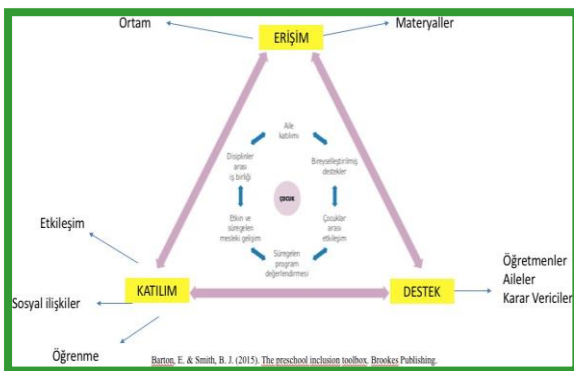 Ortam
Materyaller
ERİŞİM
Aile
katılımı
Disiplinler
arası
iş birliği
Bireyselleştirilmiş
destekler
ÇOCUK
Etkin ve
süregelen
mesleki gelişim
Çocuklar
arası
etkileşim
Süregelen
program
değerlendirmesi
Etkileşim
KATILIM
DESTEK
Öğretmenler
Aileler
Karar Vericiler
Sosyal ilişkiler
Öğrenme
Barton, E. & Smith, B. J. (2015). The preschool inclusion toolbox. Brookes Publishing.